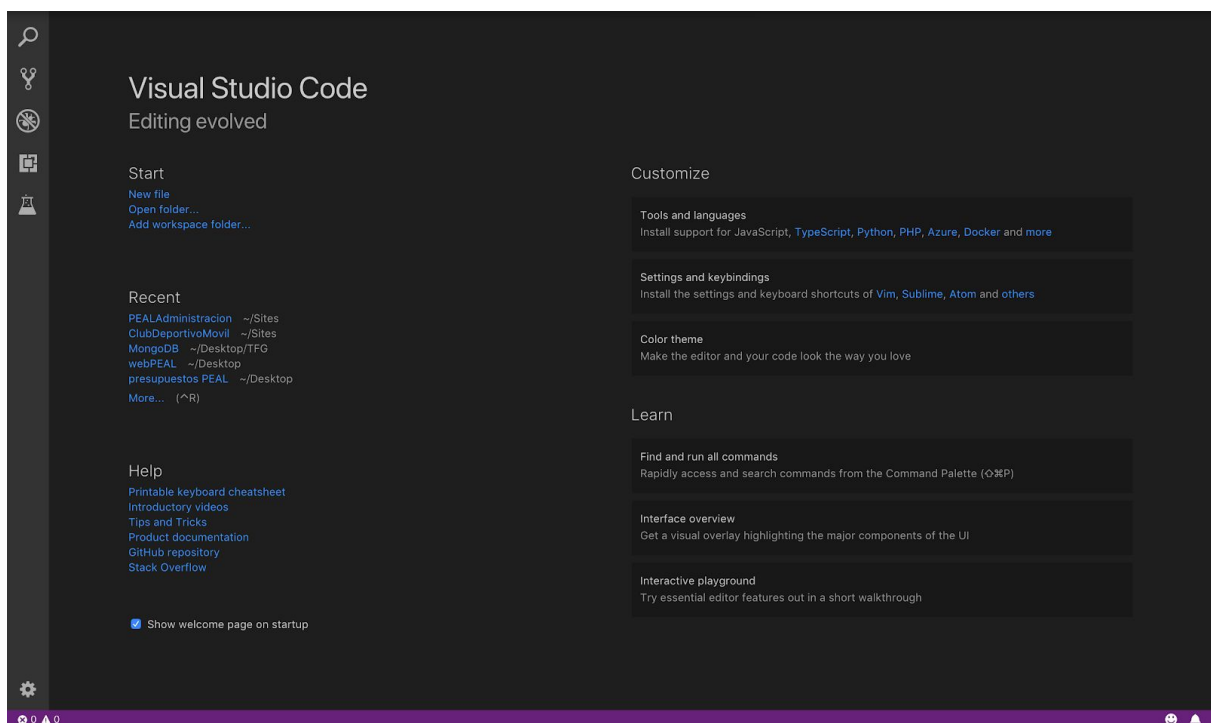 Visual Studio Code
Editing evolved
Start
New file
Open folder...
Add workspace folder...
Recent
PEALAdministracion ~/Sites
ClubDeportivoMovil ~/Sites
MongoDB ~/Desktop/TFG
webPEAL ~/Desktop
presupuestos PEAL ~/Desktop
More... (^R)
Help
Printable keyboard cheatsheet
Introductory videos
Tips and Tricks
Product documentation
GitHub repository
Stack Overflow
Show welcome page on startup
Customize
Tools and languages
Install support for JavaScript, TypeScript, Python, PHP, Azure, Docker and more
Settings and keybindings
Install the settings and keyboard shortcuts of Vim, Sublime, Atom and others
Color theme
Make the editor and your code look the way you love
Learn
Find and run all commands
Rapidly access and search commands from the Command Palette (⇧⌘P)
Interface overview
Get a visual overlay highlighting the major components of the UI
Interactive playground
Try essential editor features out in a short walkthrough
0 0